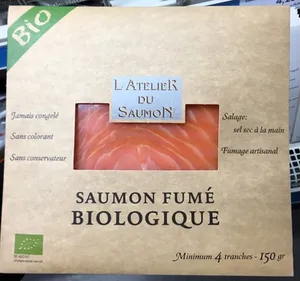 Bio
L'ATELIER
DU
SAUMON
Jamais congelé
Sans colorant
Sans conservateur
Salage:
sel sec à la main
Fumage artisanal
SAUMON FUMÉ
BIOLOGIQUE
Minimum 4 tranches - 150 gr